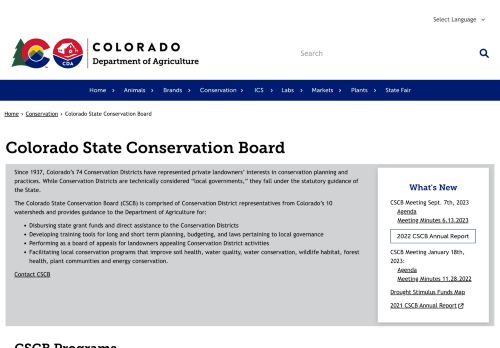 Select Language
CDA
COLORADO
Department of Agriculture
Search
Home > Animals > Brands > Conservation > ICS > Labs > Markets > Plants > State Fair
Home > Conservation > Colorado State Conservation Board
Colorado State Conservation Board
Since 1937, Colorado's 74 Conservation Districts have represented private landowners' interests in conservation planning and
practices. While Conservation Districts are technically considered "local governments," they fall under the statutory guidance of
the State.
The Colorado State Conservation Board (CSCB) is comprised of Conservation District representatives from Colorado's 10
watersheds and provides guidance to the Department of Agriculture for:
• Disbursing state grant funds and direct assistance to the Conservation Districts
• Developing training tools for long and short term planning, budgeting, and laws pertaining to local governance
• Performing as a board of appeals for landowners appealing Conservation District activities
• Facilitating local conservation programs that improve soil health, water quality, water conservation, wildlife habitat, forest
health, plant communities and energy conservation.
Contact CSCB
What's New
CSCB Meeting Sept. 7th, 2023
Agenda
Meeting Minutes 6.13.2023
2022 CSCB Annual Report
CSCB Meeting January 18th,
2023:
Agenda
Meeting Minutes 11.28.2022
Drought Stimulus Funds Map
2021 CSCB Annual Report
CSCB Programs